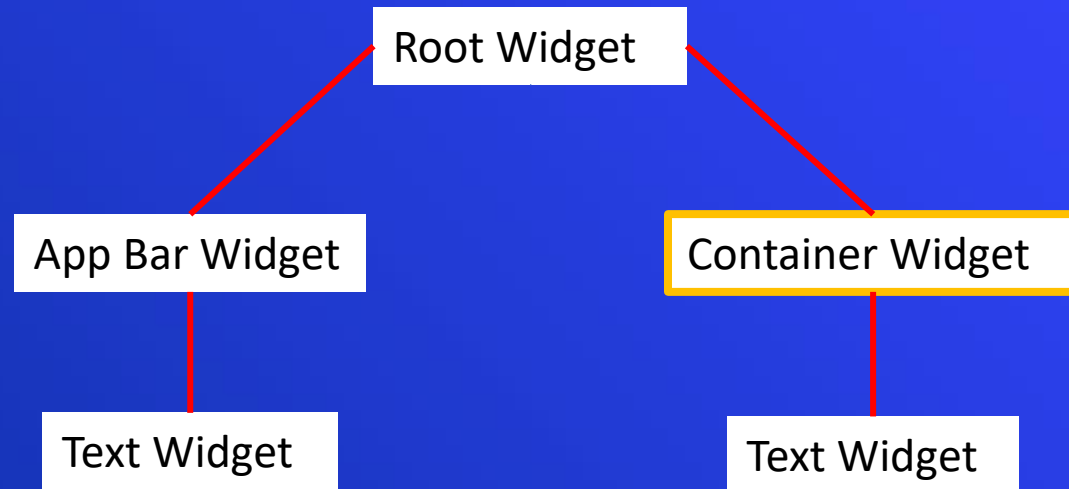 Root Widget
App Bar Widget
Container Widget
Text Widget
Text Widget